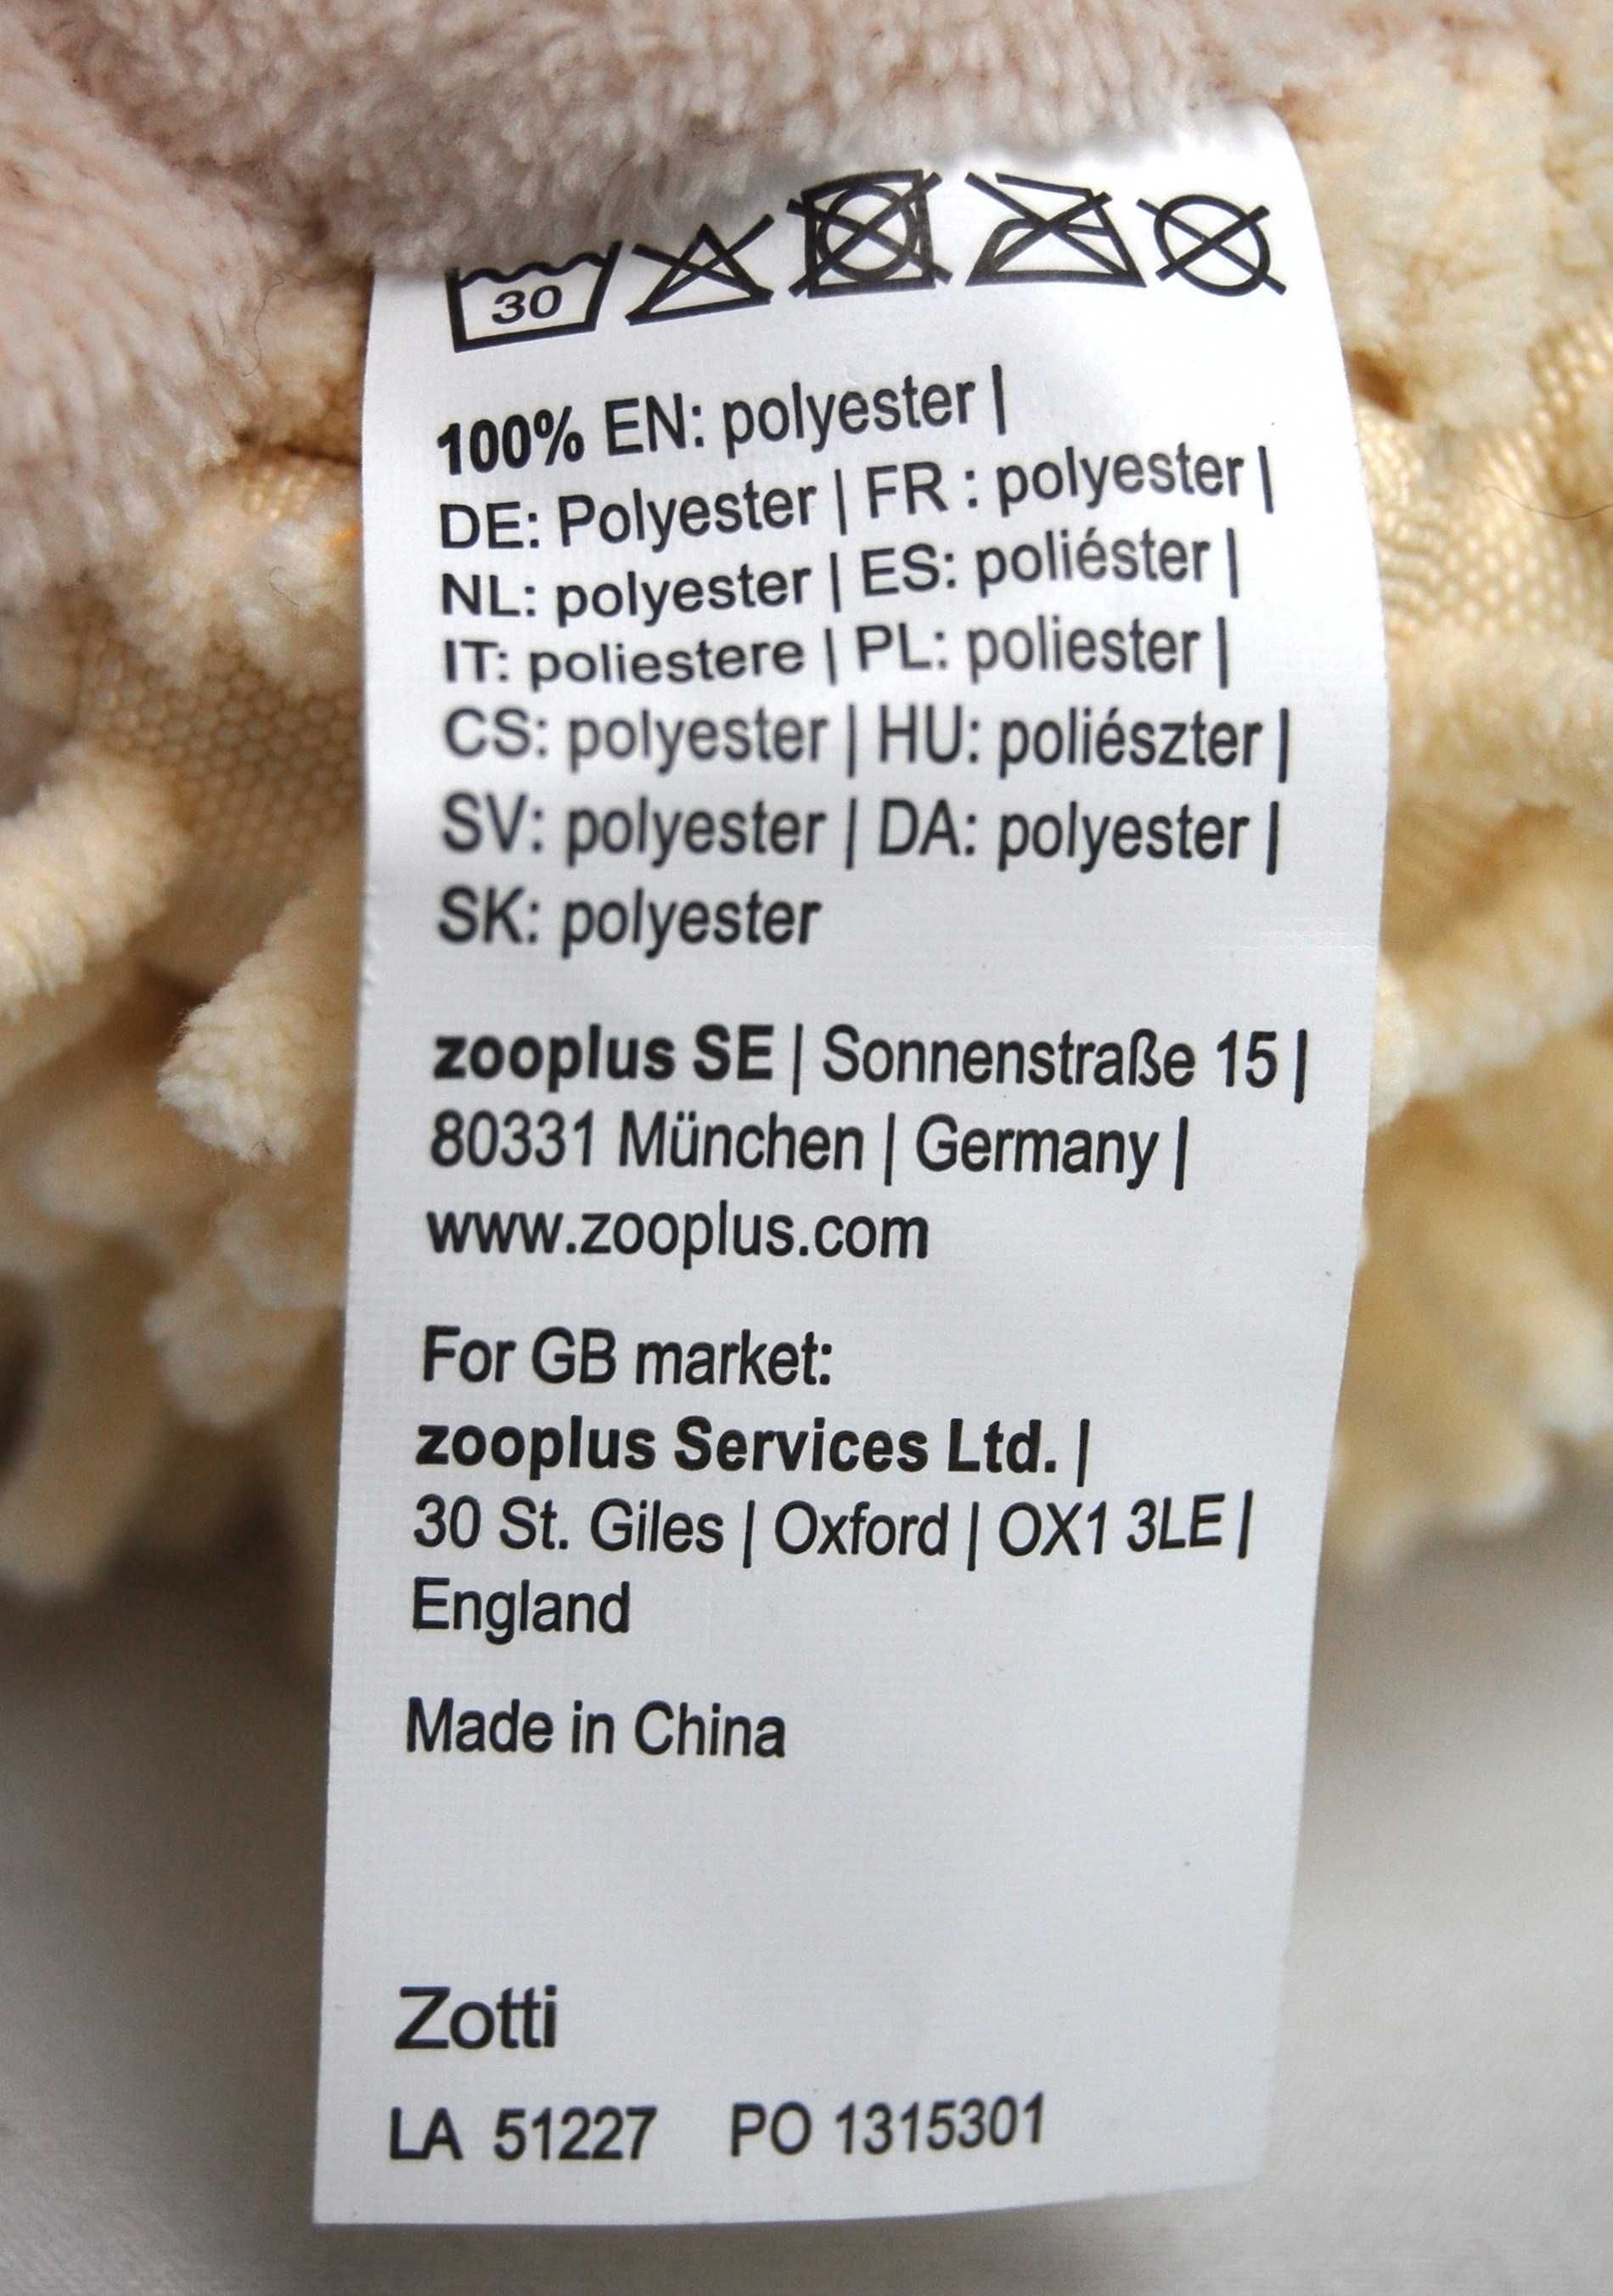 30
100% EN: polyester |
DE: Polyester | FR : polyester |
NL: polyester | ES: poliéster |
IT: poliestere | PL: poliester |
CS: polyester | HU: poliészter |
SV: polyester | DA: polyester |
SK: polyester
zooplus SE | Sonnenstraße 15 |
80331 München | Germany |
www.zooplus.com
For GB market:
zooplus Services Ltd. |
30 St. Giles | Oxford | OX1 3LE |
England
Made in China
Zotti
LA 51227 PO 1315301